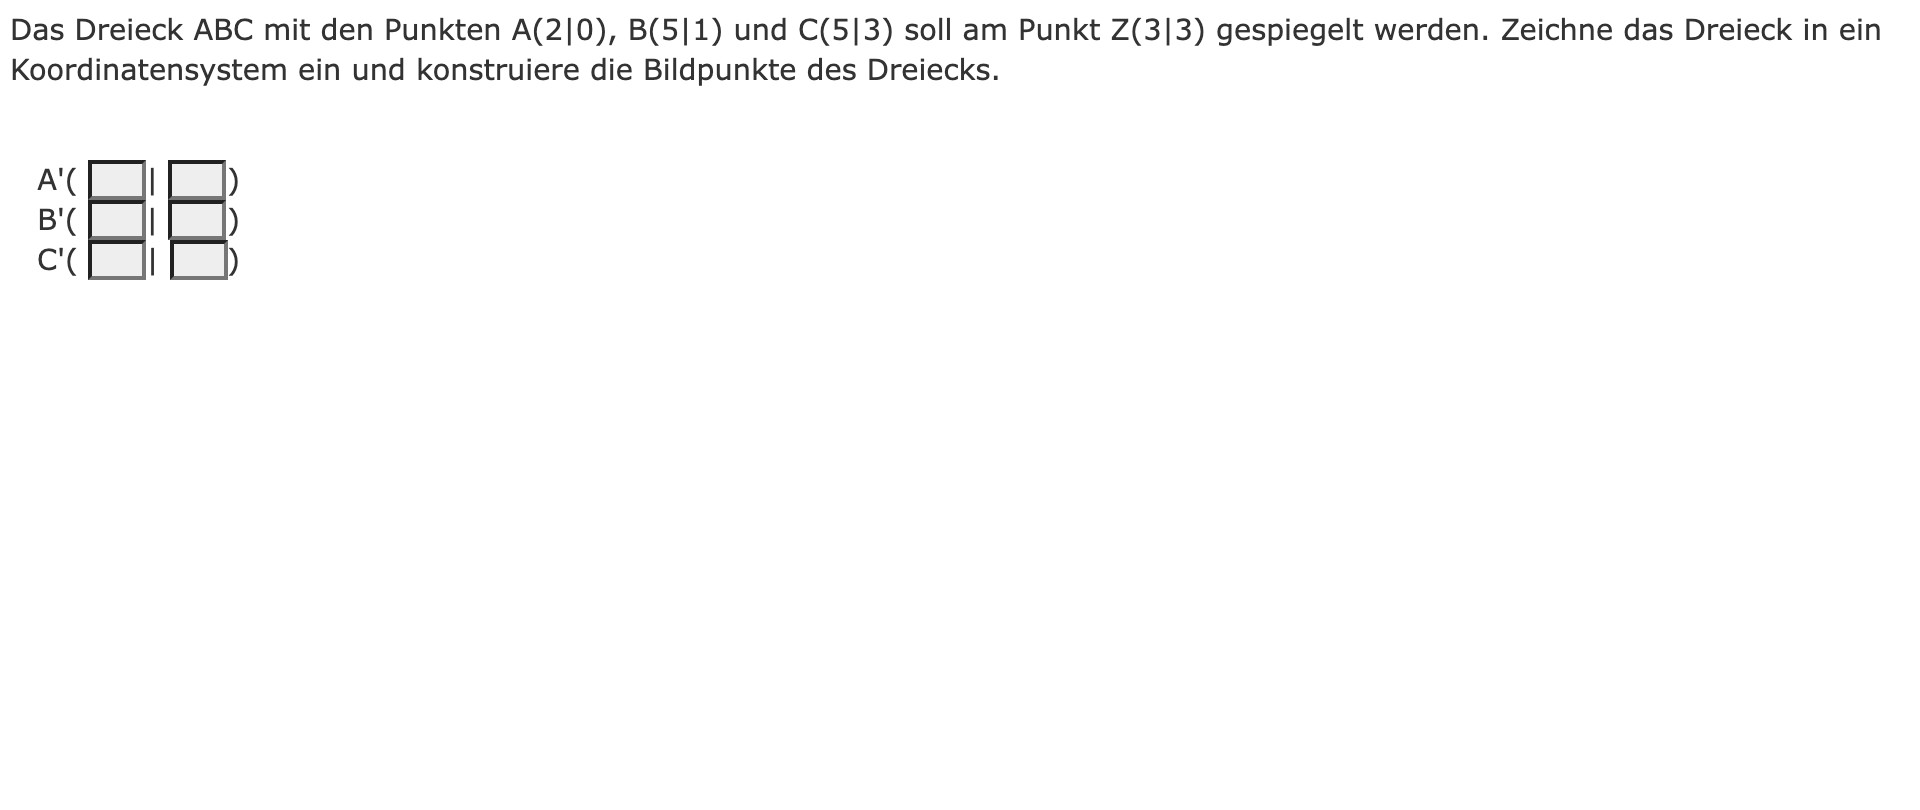 Das Dreieck ABC mit den Punkten A(2|0), B(5|1) und C(5|3) soll am Punkt Z(3|3) gespiegelt werden. Zeichne das Dreieck in ein
Koordinatensystem ein und konstruiere die Bildpunkte des Dreiecks.
A'( | )
B'( | )
C'( | )